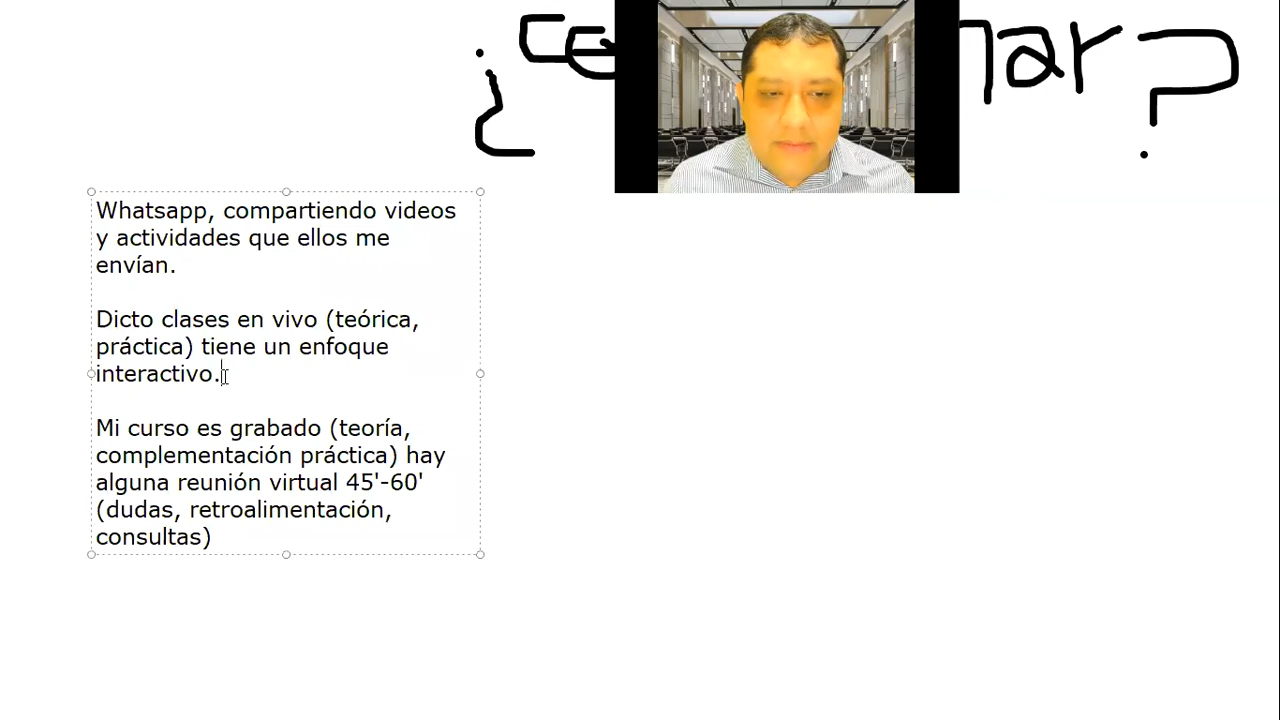 Whatsapp, compartiendo videos
y actividades que ellos me
envían.
Dicto clases en vivo (teórica,
práctica) tiene un enfoque
interactivo.
Mi curso es grabado (teoría,
complementación práctica) hay
alguna reunión virtual 45'-60'
(dudas, retroalimentación,
consultas)